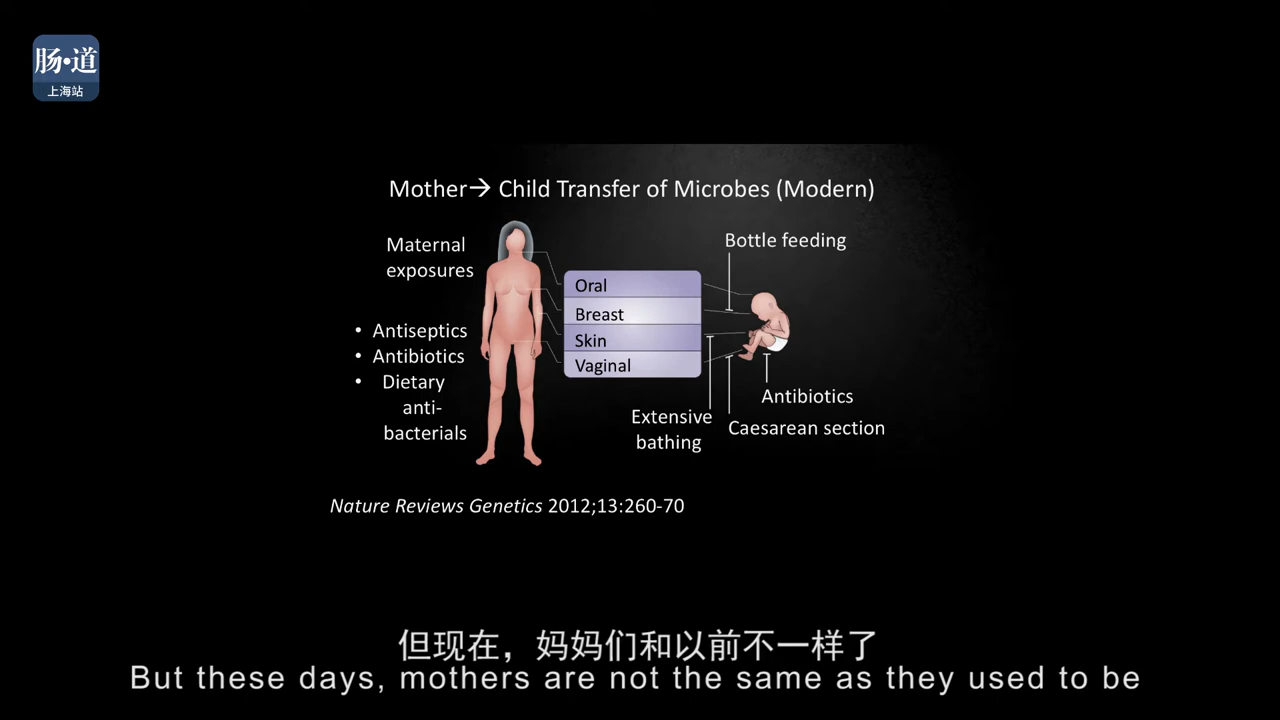 肠·道
上海站
Mother→ Child Transfer of Microbes (Modern)
Maternal
exposures
• Antiseptics
• Antibiotics
• Dietary
anti-
bacterials
Oral
Breast
Skin
Vaginal
Bottle feeding
Antibiotics
Caesarean section
Extensive
bathing
Nature Reviews Genetics 2012;13:260-70
但现在，妈妈们和以前不一样了
But these days, mothers are not the same as they used to be